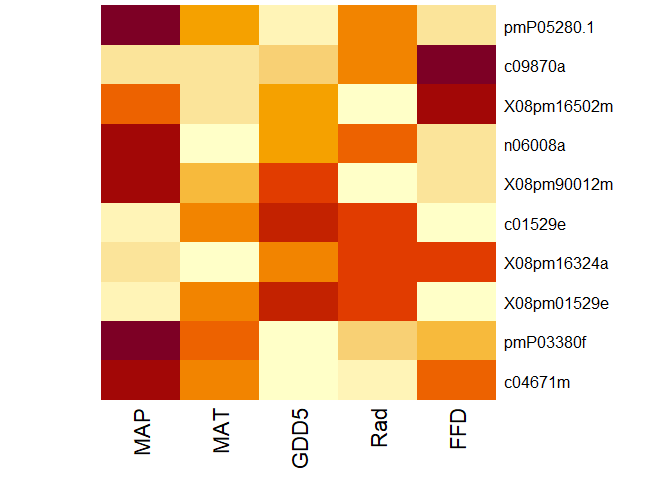 pmP05280.1
c09870a
X08pm16502m
n06008a
X08pm90012m
c01529e
X08pm16324a
X08pm01529e
pmP03380f
c04671m
MAP
MAT
GDD5
Rad
FFD